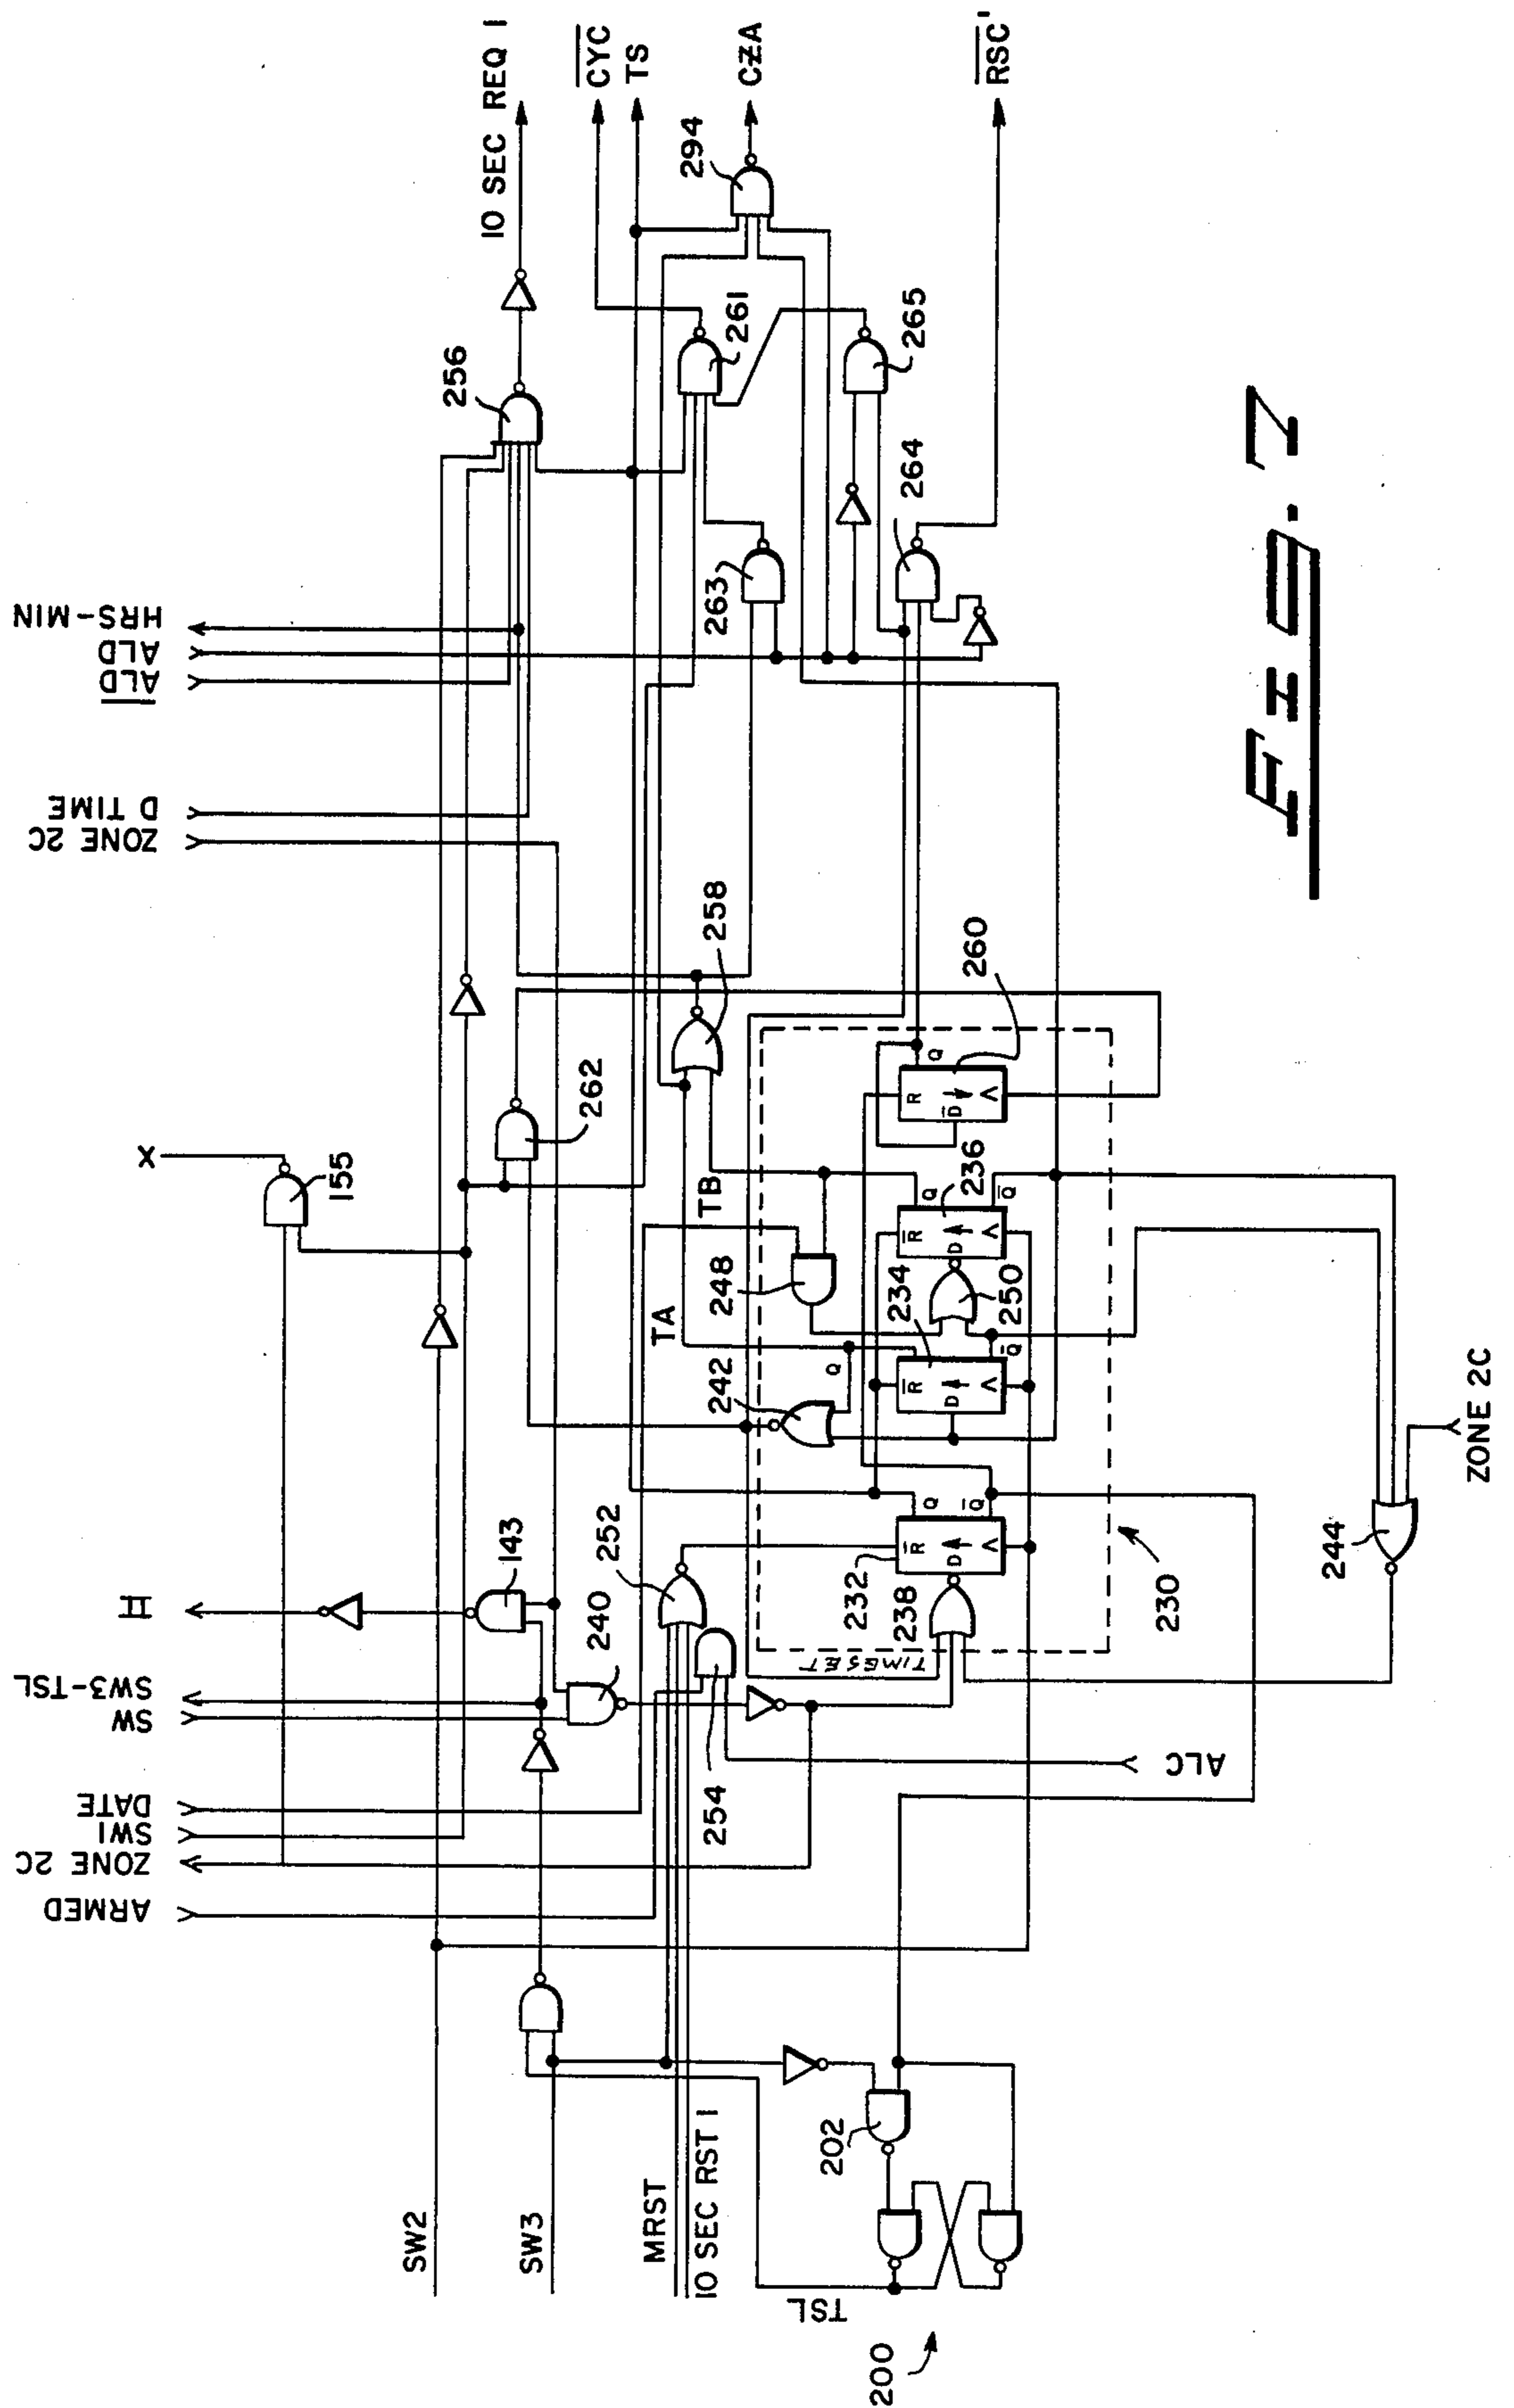 ARMED
ZONE 2C
SW1
DATE
SW
SW3-TSL
II
X
ZONE 2C
D TIME
A̅L̅D̅
ALD
HRS-MIN
155
SW2
256
10 SEC REQ 1
SW3
143
240
262
C̅Y̅C̅
TS
MRST
10 SEC RST 1
252
254
TA
TB
258
263
261
294
CZA
TSL
200
202
ALC
TIMESET
242
248
265
264
R̅S̅C̅'
232
238
R̅
D
Q
Q̅
234
R̅
D
Q
Q̅
250
236
R̅
D
Q
Q̅
260
R
D̅
Q
230
244
ZONE 2C
FIG. 7